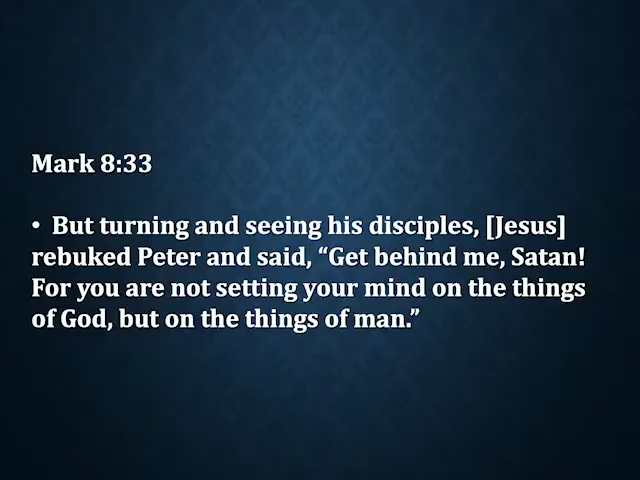 Mark 8:33
• But turning and seeing his disciples, [Jesus]
rebuked Peter and said, “Get behind me, Satan!
For you are not setting your mind on the things
of God, but on the things of man.”